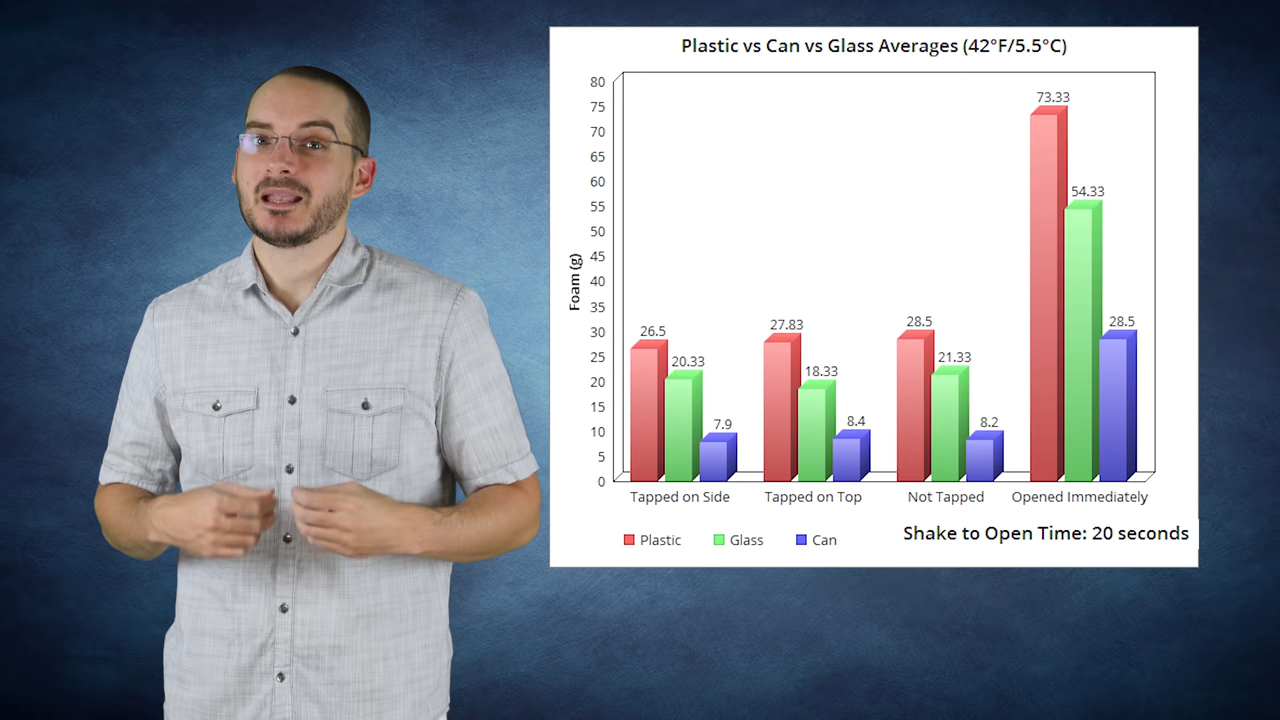 Plastic vs Can vs Glass Averages (42°F/5.5°C)
80
75
70
65
60
55
50
45
40
35
30
25
20
15
10
5
0
Foam (g)
26.5
20.33
7.9
27.83
18.33
8.4
28.5
21.33
8.2
73.33
54.33
28.5
Tapped on Side
Tapped on Top
Not Tapped
Opened Immediately
Plastic
Glass
Can
Shake to Open Time: 20 seconds